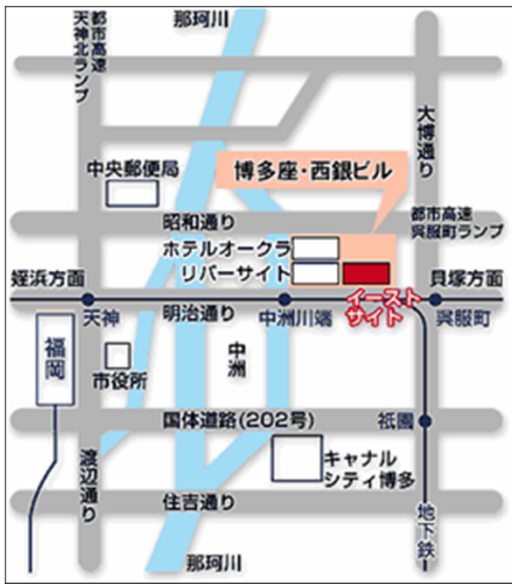 那珂川
都市高速
天神北ランプ
大博通り
中央郵便局
博多座・西銀ビル
昭和通り
都市高速
呉服町ランプ
ホテルオークラ
リバーサイト
姪浜方面
イースト
サイト
貝塚方面
天神
明治通り
中洲川端
呉服町
福岡
市役所
中洲
国体道路(202号)
祇園
渡辺通り
キャナル
シティ博多
住吉通り
地下鉄
那珂川